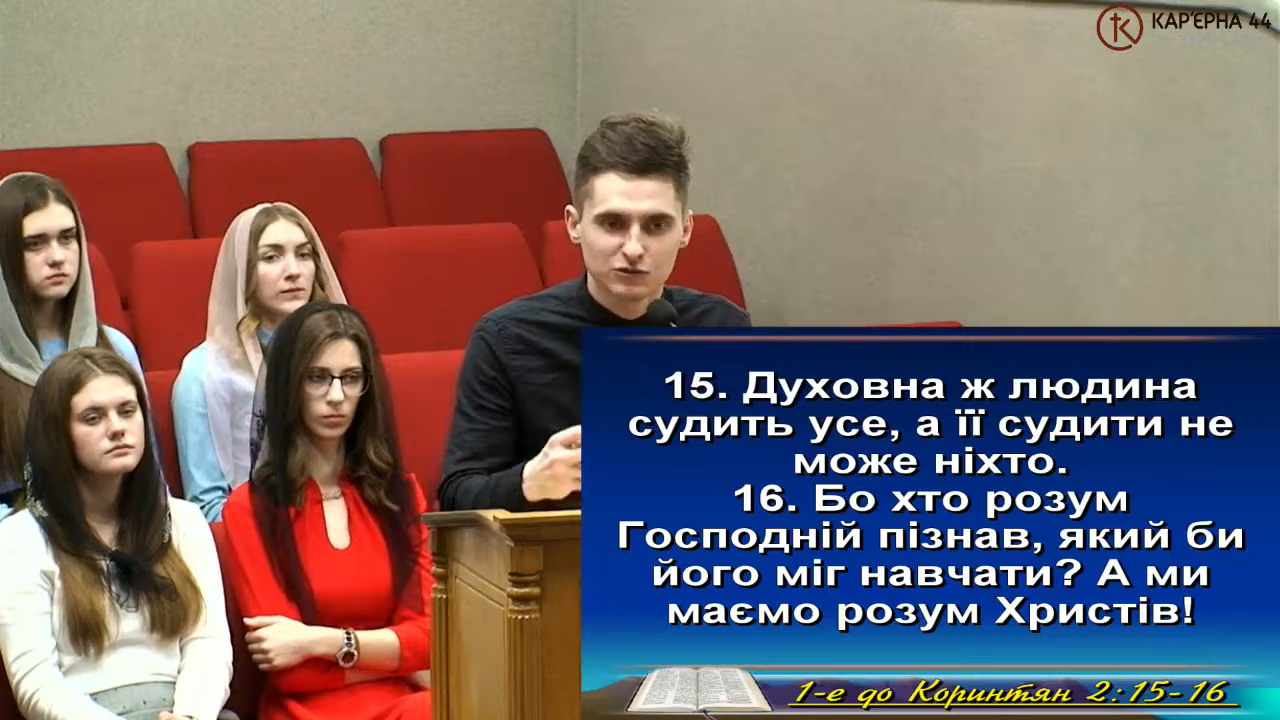 КАР'ЄРНА 44
15. Духовна ж людина
судить усе, а її судити не
може ніхто.
16. Бо хто розум
Господній пізнав, який би
його міг навчати? А ми
маємо розум Христів!
1-е до Коринтян 2:15-16